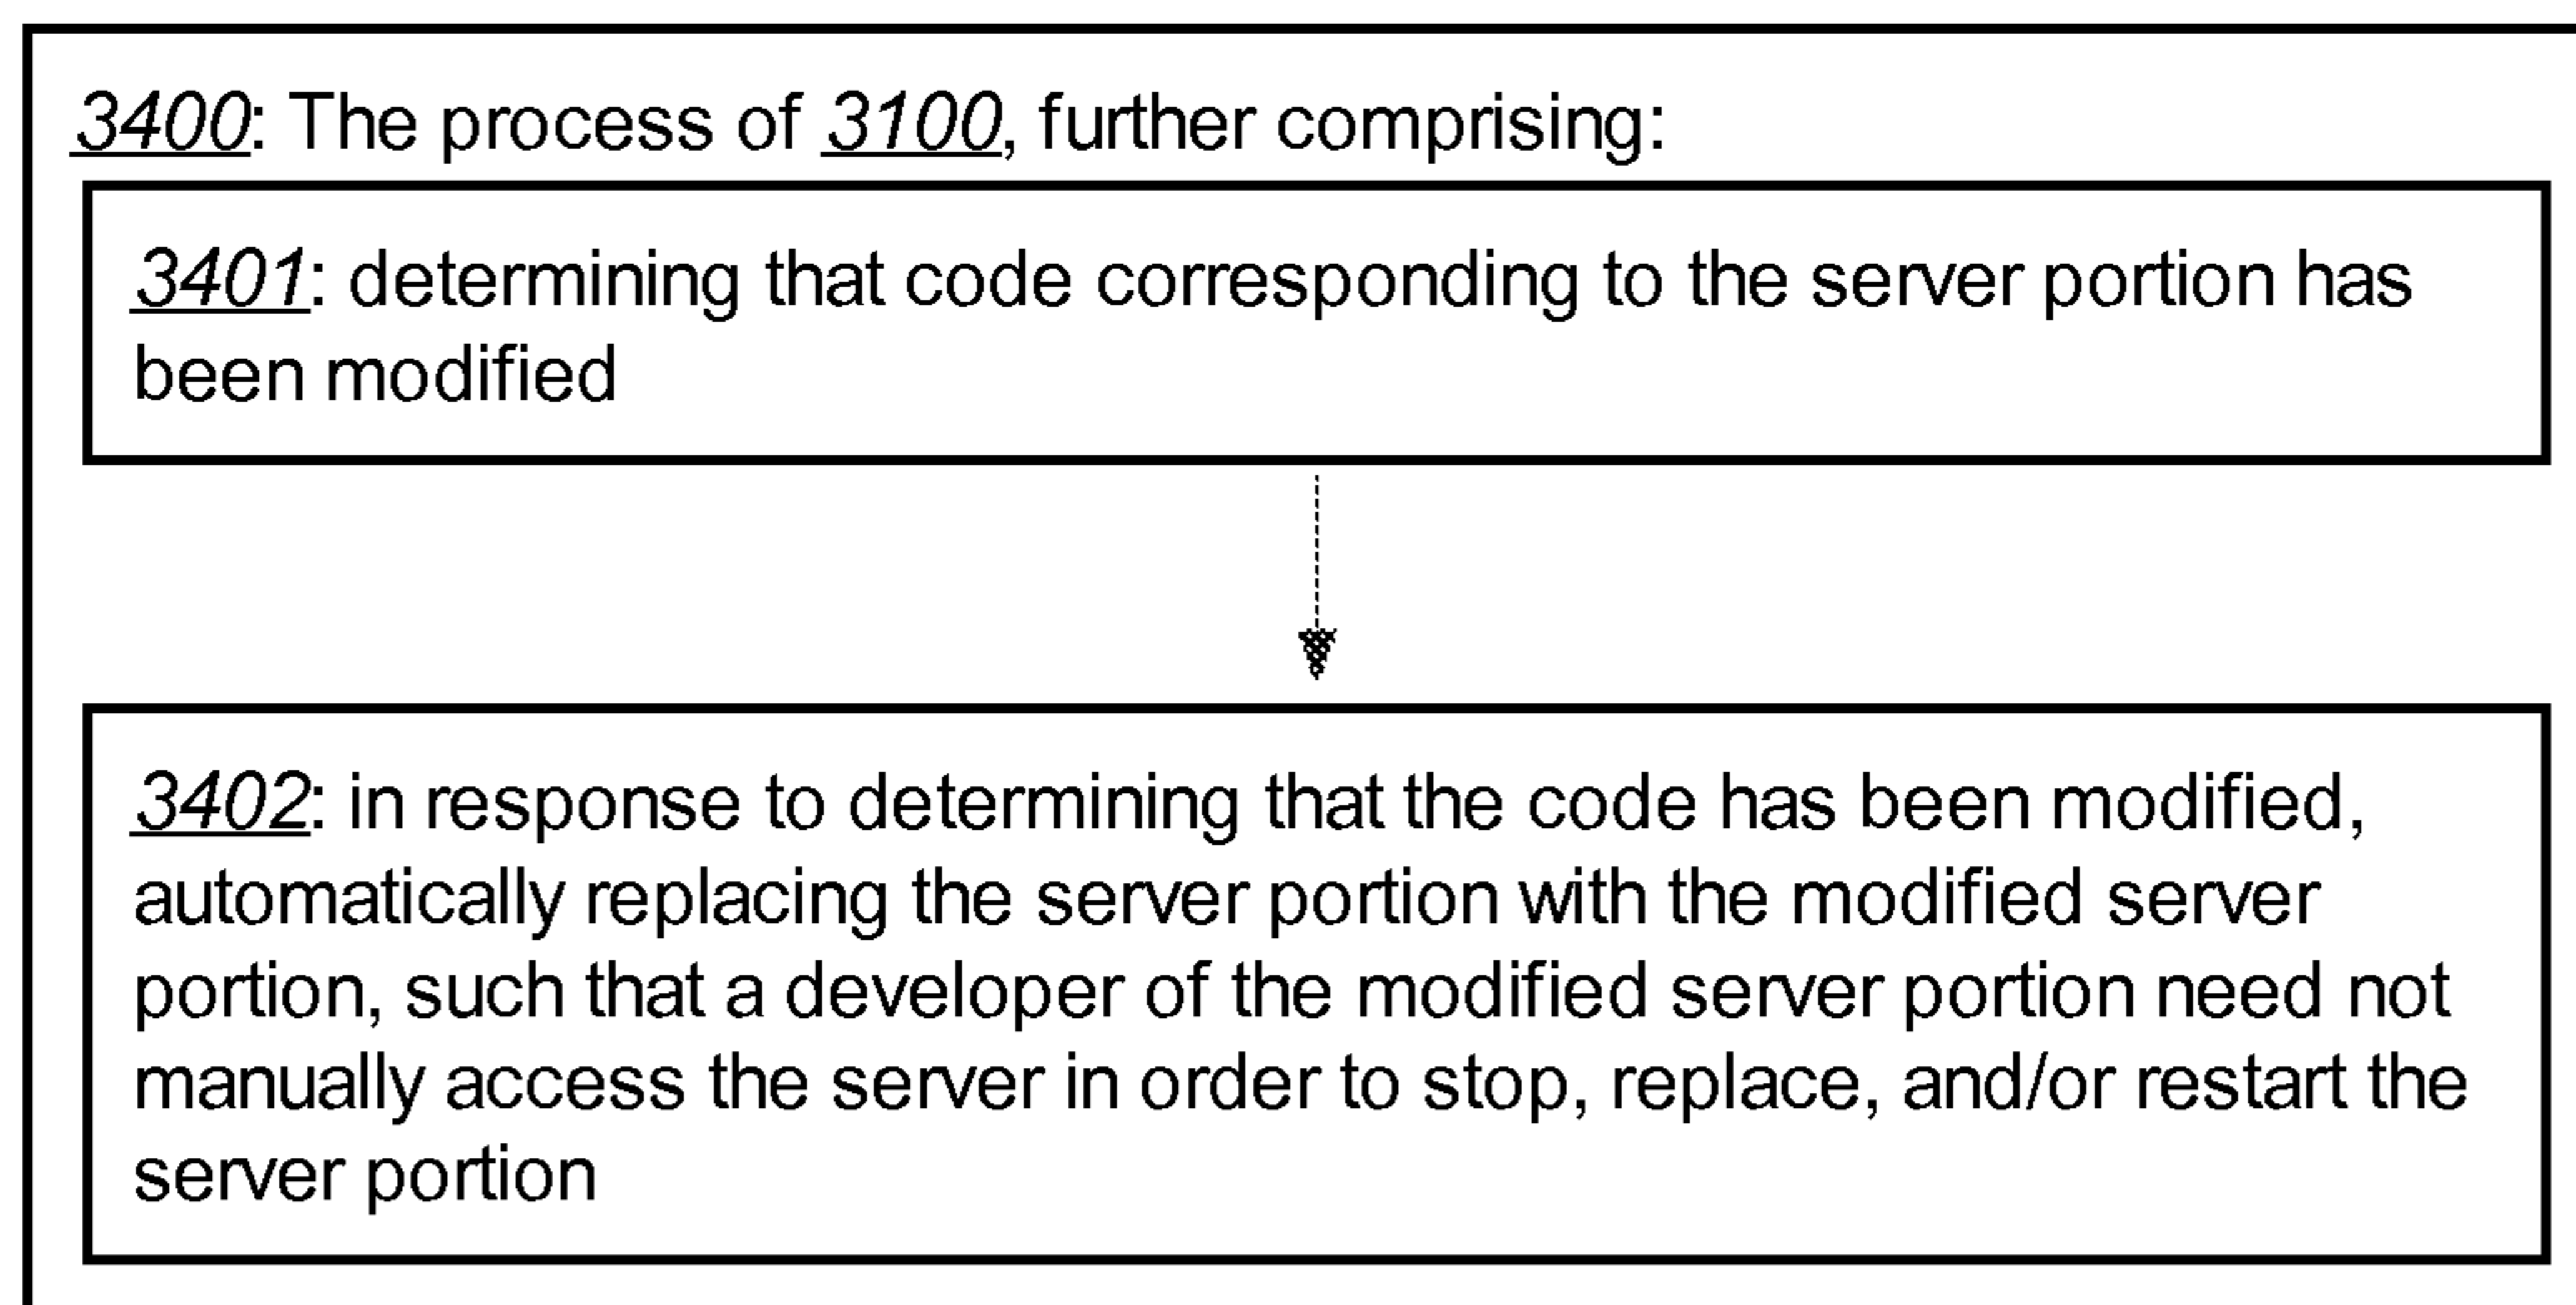 3400: The process of 3100, further comprising:
3401: determining that code corresponding to the server portion has
been modified
3402: in response to determining that the code has been modified,
automatically replacing the server portion with the modified server
portion, such that a developer of the modified server portion need not
manually access the server in order to stop, replace, and/or restart the
server portion